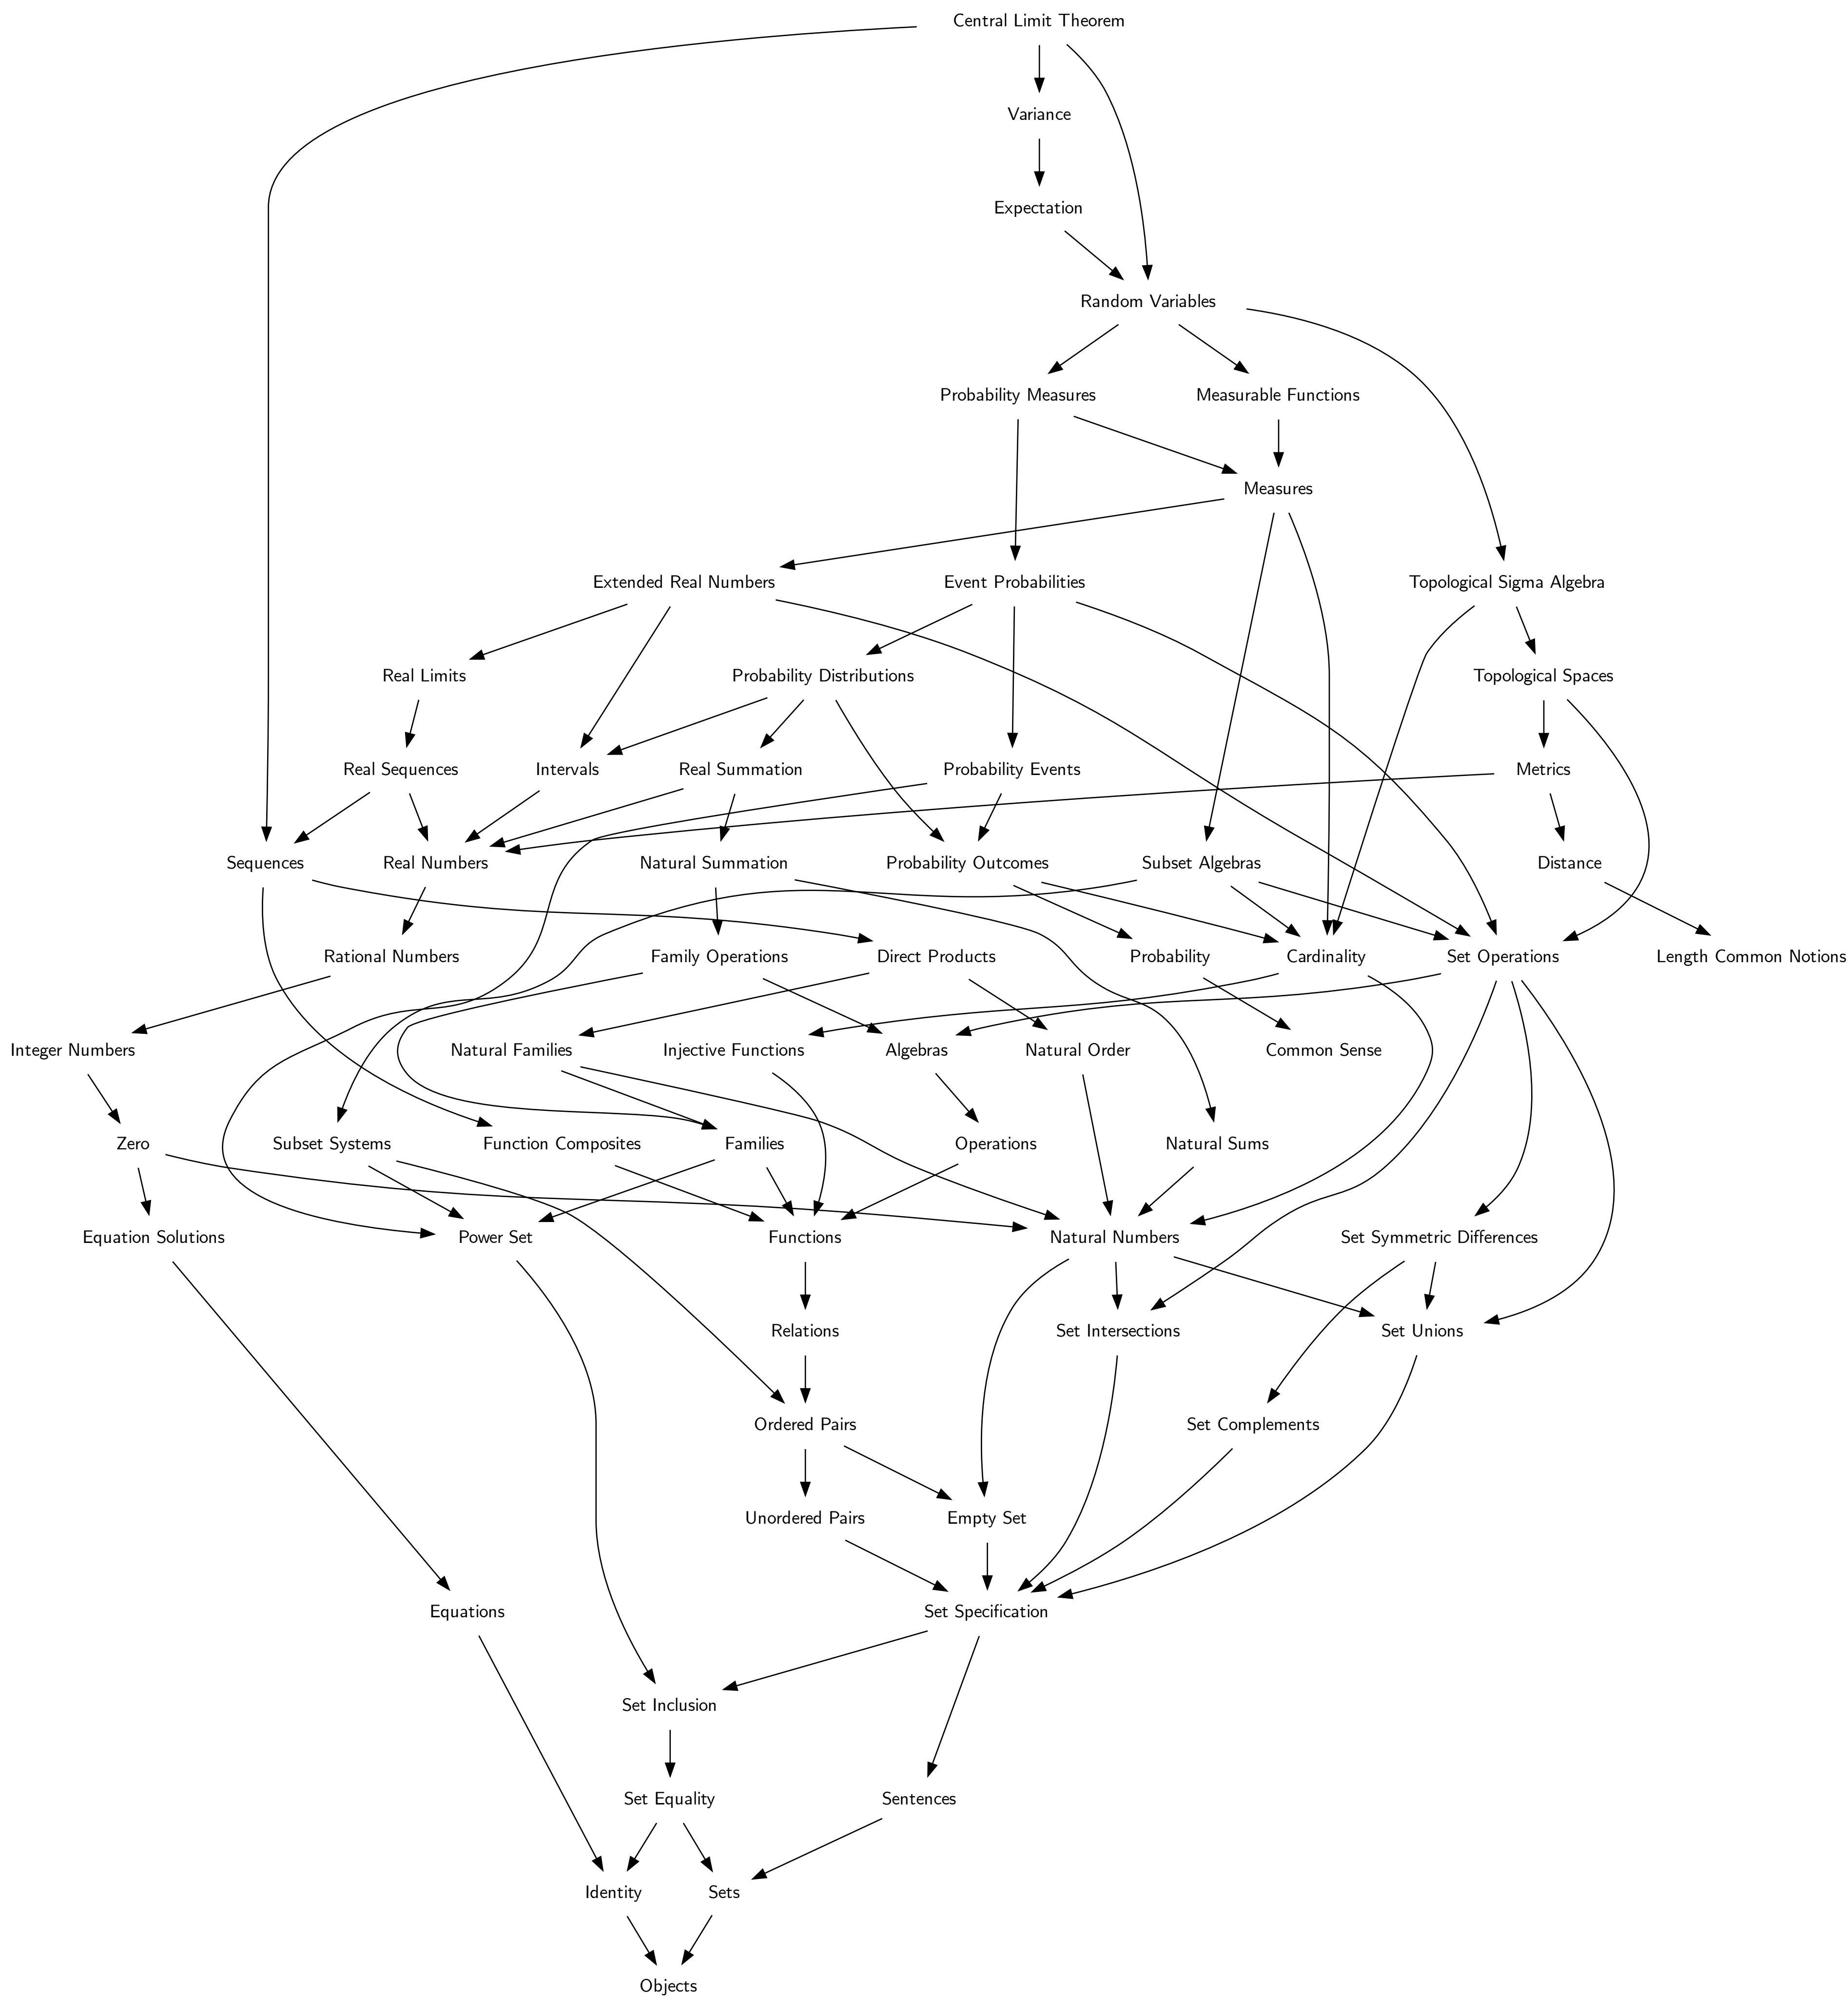 Central Limit Theorem
Variance
Expectation
Random Variables
Probability Measures
Measurable Functions
Measures
Extended Real Numbers
Event Probabilities
Topological Sigma Algebra
Real Limits
Probability Distributions
Topological Spaces
Real Sequences
Intervals
Real Summation
Probability Events
Metrics
Sequences
Real Numbers
Natural Summation
Probability Outcomes
Subset Algebras
Distance
Rational Numbers
Family Operations
Direct Products
Probability
Cardinality
Set Operations
Length Common Notions
Integer Numbers
Natural Families
Injective Functions
Algebras
Natural Order
Common Sense
Zero
Subset Systems
Function Composites
Families
Operations
Natural Sums
Equation Solutions
Power Set
Functions
Natural Numbers
Set Symmetric Differences
Relations
Set Intersections
Set Unions
Ordered Pairs
Set Complements
Unordered Pairs
Empty Set
Equations
Set Specification
Set Inclusion
Set Equality
Sentences
Identity
Sets
Objects